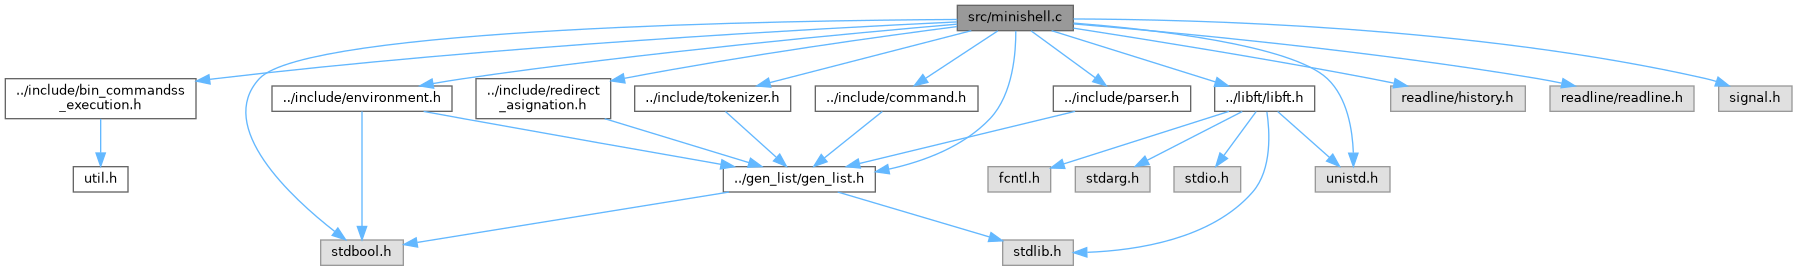 src/minishell.c
../include/bin_commandss
_execution.h
../include/environment.h
../include/redirect
_asignation.h
../include/tokenizer.h
../include/command.h
../include/parser.h
../libft/libft.h
readline/history.h
readline/readline.h
signal.h
util.h
../gen_list/gen_list.h
fcntl.h
stdarg.h
stdio.h
unistd.h
stdbool.h
stdlib.h